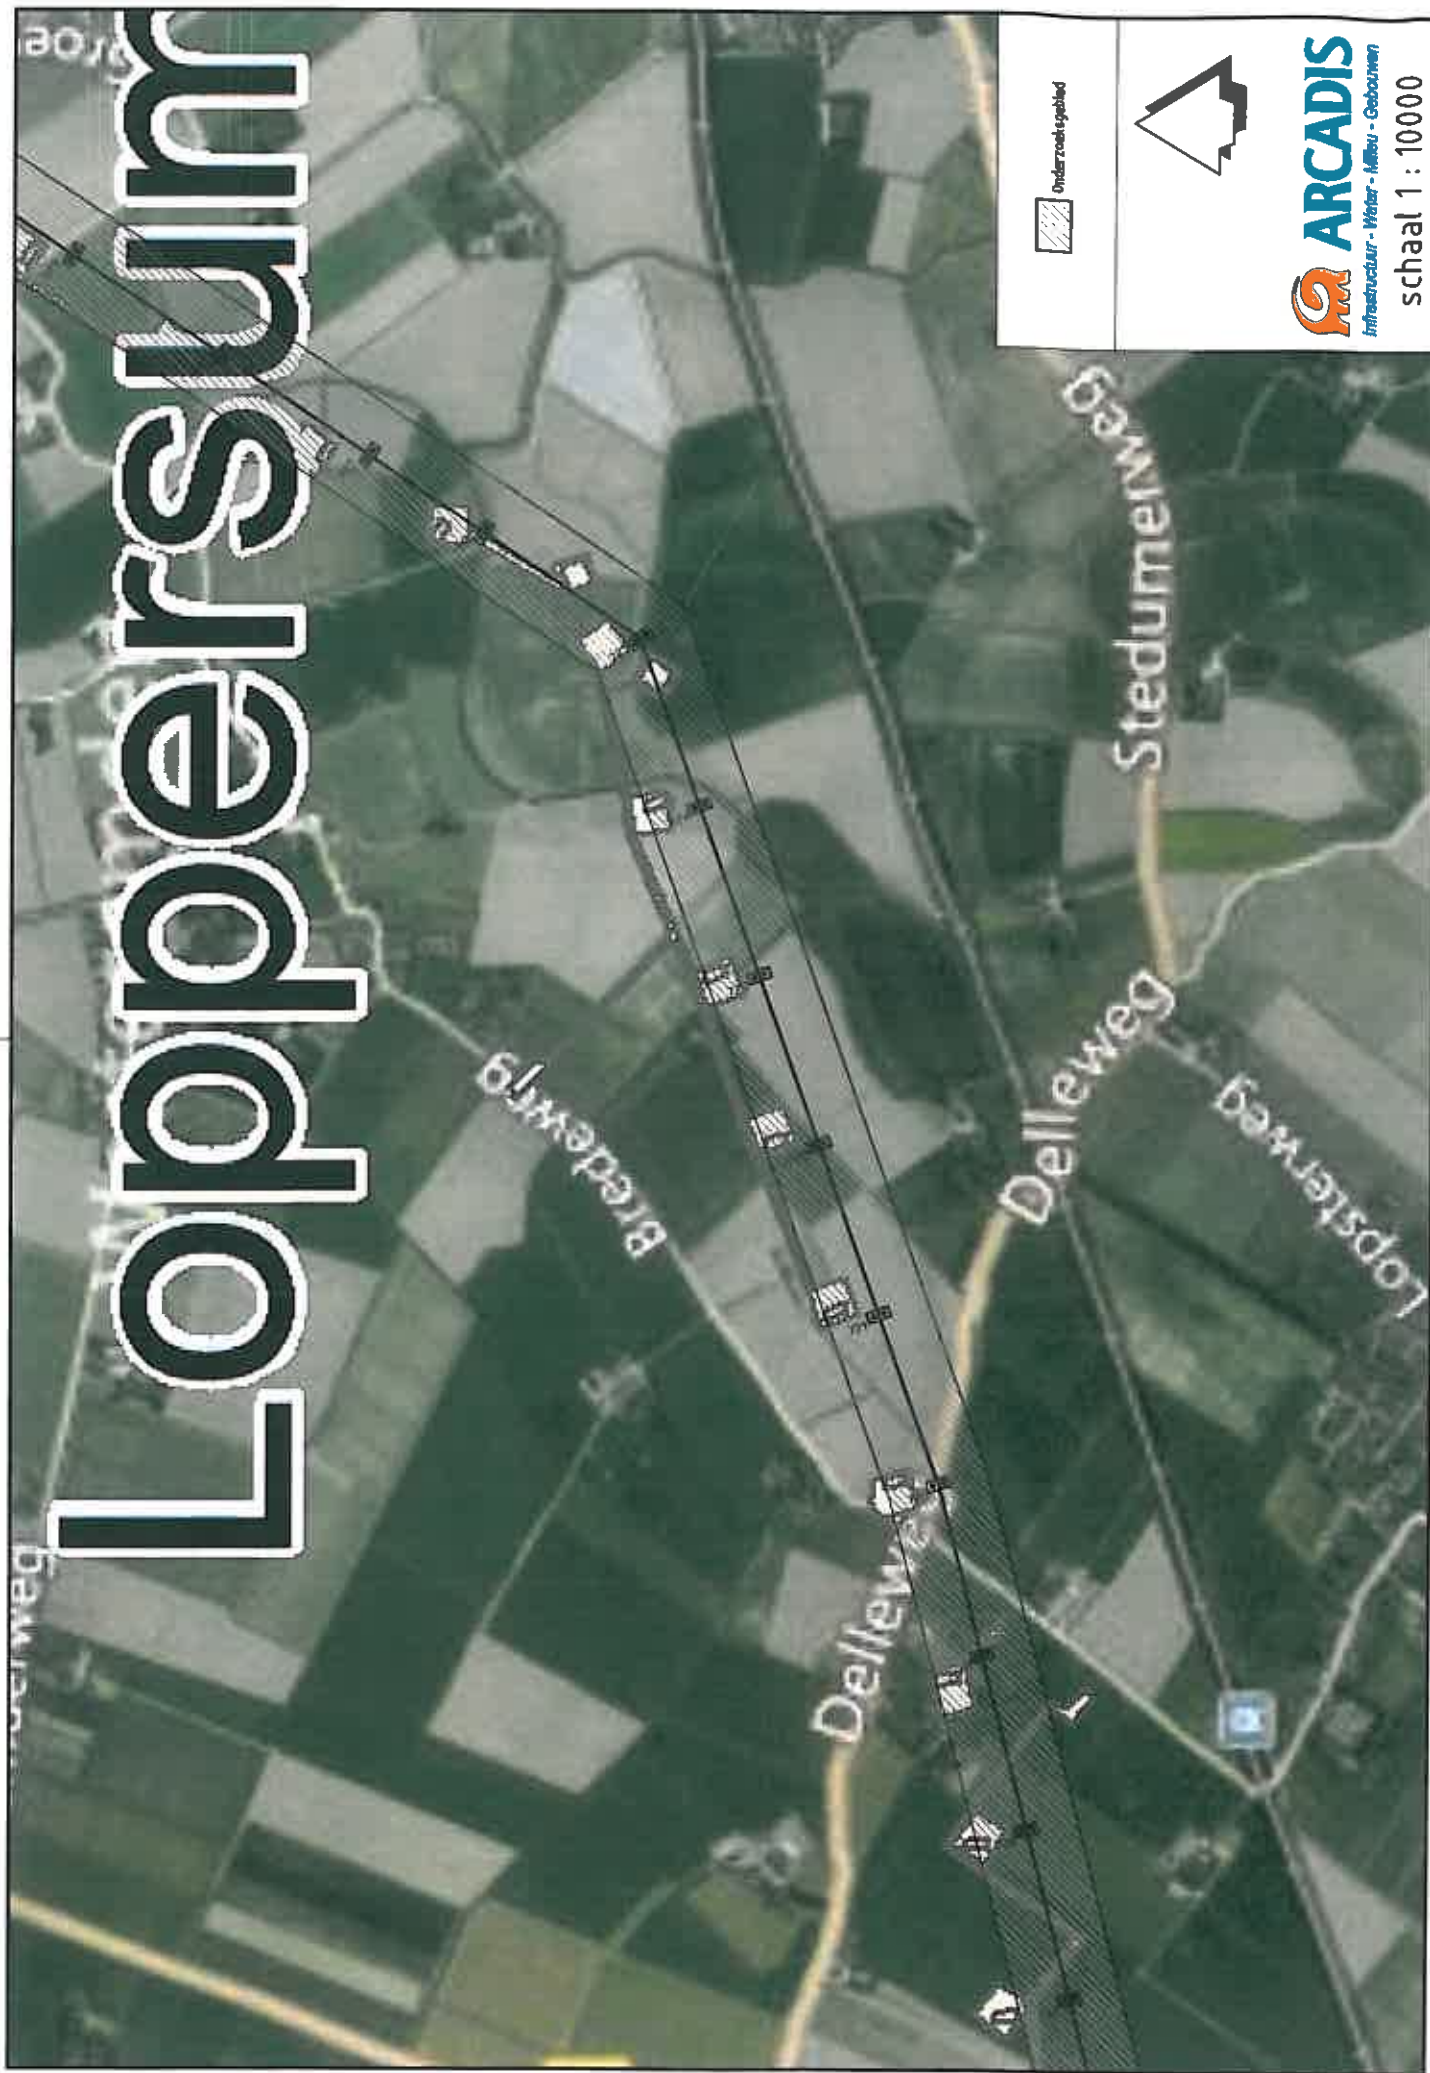 Loppersum
Bredeweg
Delleweg
Delleweg
Stedumerweg
Lopsterweg
Onderzoeksgebied
ARCADIS
Infrastructuur - Water - Milieu - Gebouwen
schaal 1 : 10000